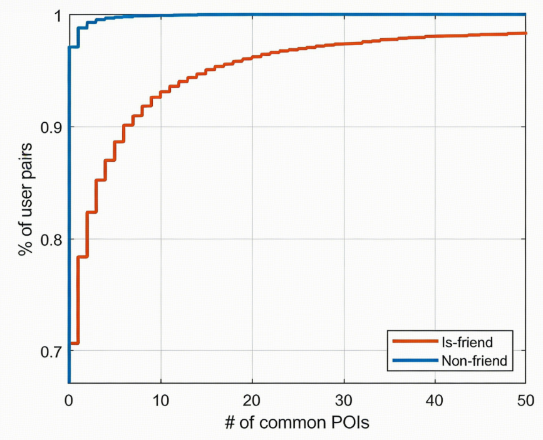 1
0.9
0.8
0.7
% of user pairs
0 10 20 30 40 50
# of common POIs
Is-friend
Non-friend